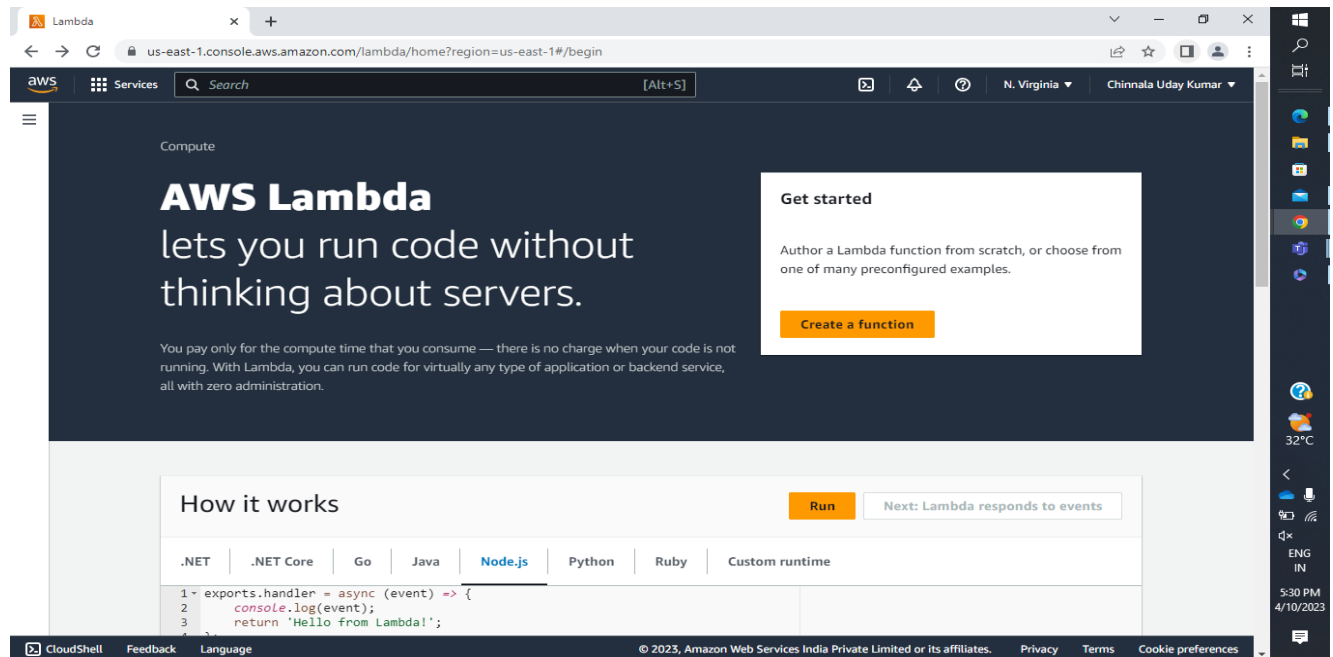 Lambda
us-east-1.console.aws.amazon.com/lambda/home?region=us-east-1#/begin
aws
Services
Search
[Alt+S]
N. Virginia
Chinnala Uday Kumar
Compute
AWS Lambda
lets you run code without
thinking about servers.
You pay only for the compute time that you consume — there is no charge when your code is not
running. With Lambda, you can run code for virtually any type of application or backend service,
all with zero administration.
Get started
Author a Lambda function from scratch, or choose from
one of many preconfigured examples.
Create a function
How it works
Run
Next: Lambda responds to events
.NET
.NET Core
Go
Java
Node.js
Python
Ruby
Custom runtime
1 exports.handler = async (event) => {
2 console.log(event);
3 return 'Hello from Lambda!';
CloudShell
Feedback
Language
© 2023, Amazon Web Services India Private Limited or its affiliates.
Privacy
Terms
Cookie preferences
32°C
ENG
IN
5:30 PM
4/10/2023